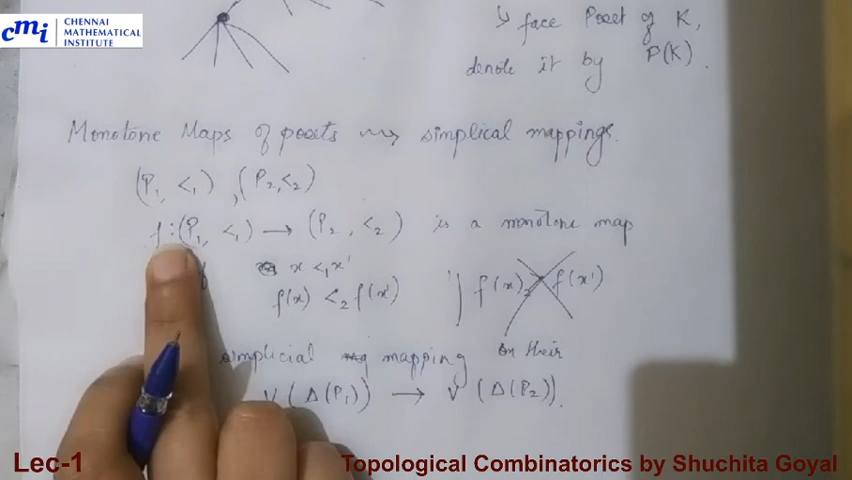 cmi CHENNAI
MATHEMATICAL
INSTITUTE
↳ face Poset of K,
denote it by P(K).
Monotone Maps of posets ⇝ simplical mappings.
(P₁, <₁), (P₂, <₂)
f: (P₁, <₁) → (P₂, <₂) is a monotone map
x <₁ x'
f(x) <₂ f(x') f(x) f(x')
simplicial mapping on their
V (Δ(P₁)) → V (Δ(P₂)).
Lec-1 Topological Combinatorics by Shuchita Goyal